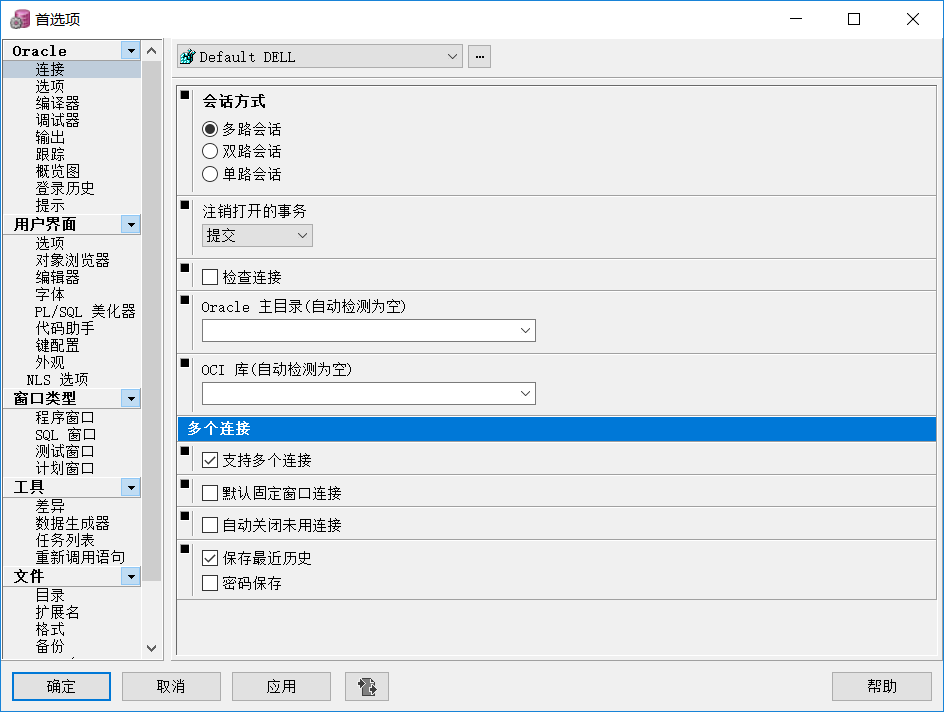 首选项
Oracle
连接
选项
编译器
调试器
输出
跟踪
概览图
登录历史
提示
用户界面
选项
对象浏览器
编辑器
字体
PL/SQL 美化器
代码助手
键配置
外观
NLS 选项
窗口类型
程序窗口
SQL 窗口
测试窗口
计划窗口
工具
差异
数据生成器
任务列表
重新调用语句
文件
目录
扩展名
格式
备份
Default DELL
...
会话方式
多路会话
双路会话
单路会话
注销打开的事务
提交
检查连接
Oracle 主目录(自动检测为空)
OCI 库(自动检测为空)
多个连接
支持多个连接
默认固定窗口连接
自动关闭未用连接
保存最近历史
密码保存
确定
取消
应用
帮助